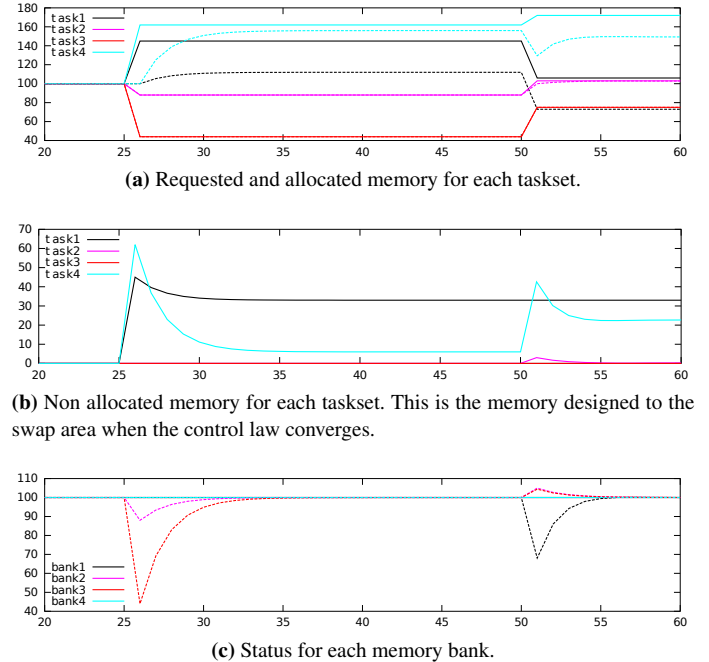 180
160
140
120
100
80
60
40
task1
task2
task3
task4
20 25 30 35 40 45 50 55 60
(a) Requested and allocated memory for each taskset.
70
60
50
40
30
20
10
0
task1
task2
task3
task4
20 25 30 35 40 45 50 55 60
(b) Non allocated memory for each taskset. This is the memory designed to the
swap area when the control law converges.
110
100
90
80
70
60
50
40
bank1
bank2
bank3
bank4
20 25 30 35 40 45 50 55 60
(c) Status for each memory bank.